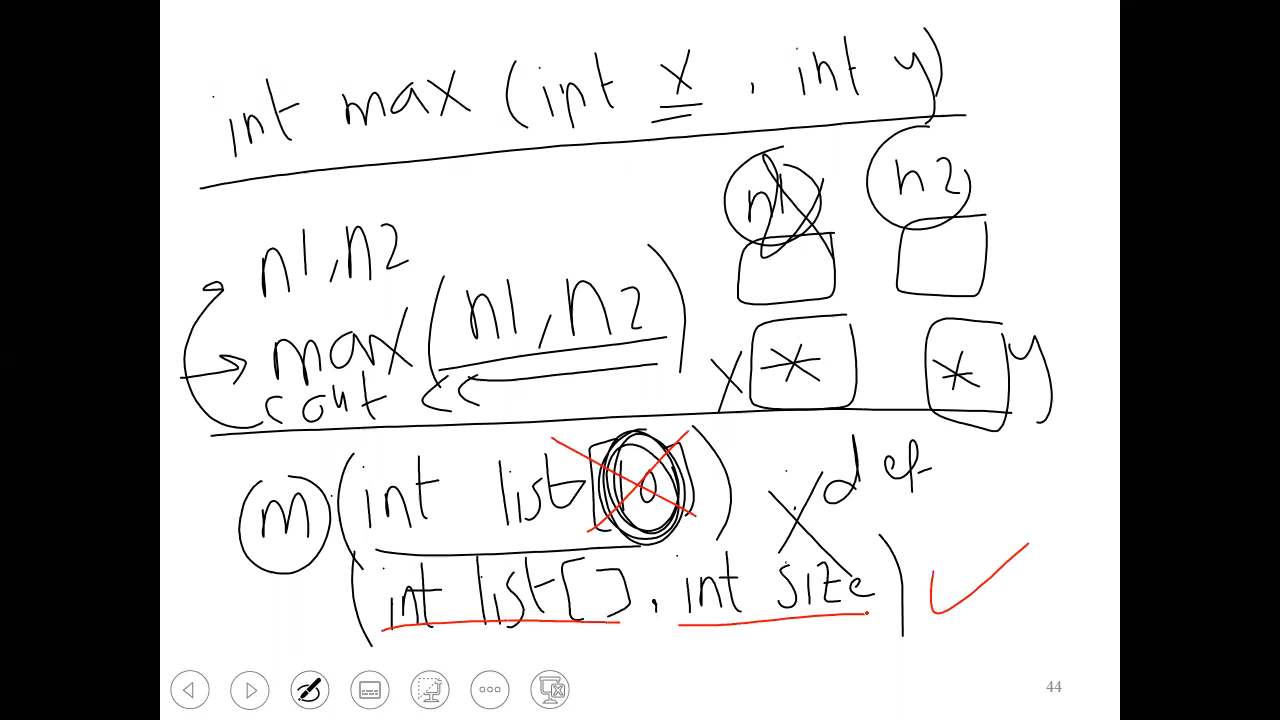 int max (int x , int y)
n1 n2
n1 , n2
max (n1 , n2)
x * * y
cout <<
m (int list [10]) def
(int list [] , int size)
44